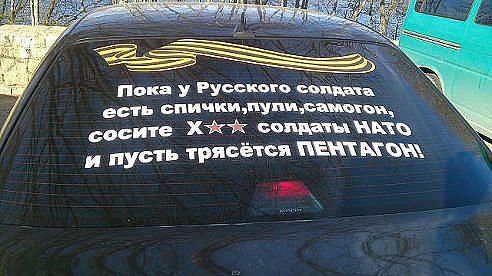 Пока у Русского солдата
есть спички,пули,самогон,
сосите Х★★ солдаты НАТО
и пусть трясётся ПЕНТАГОН!